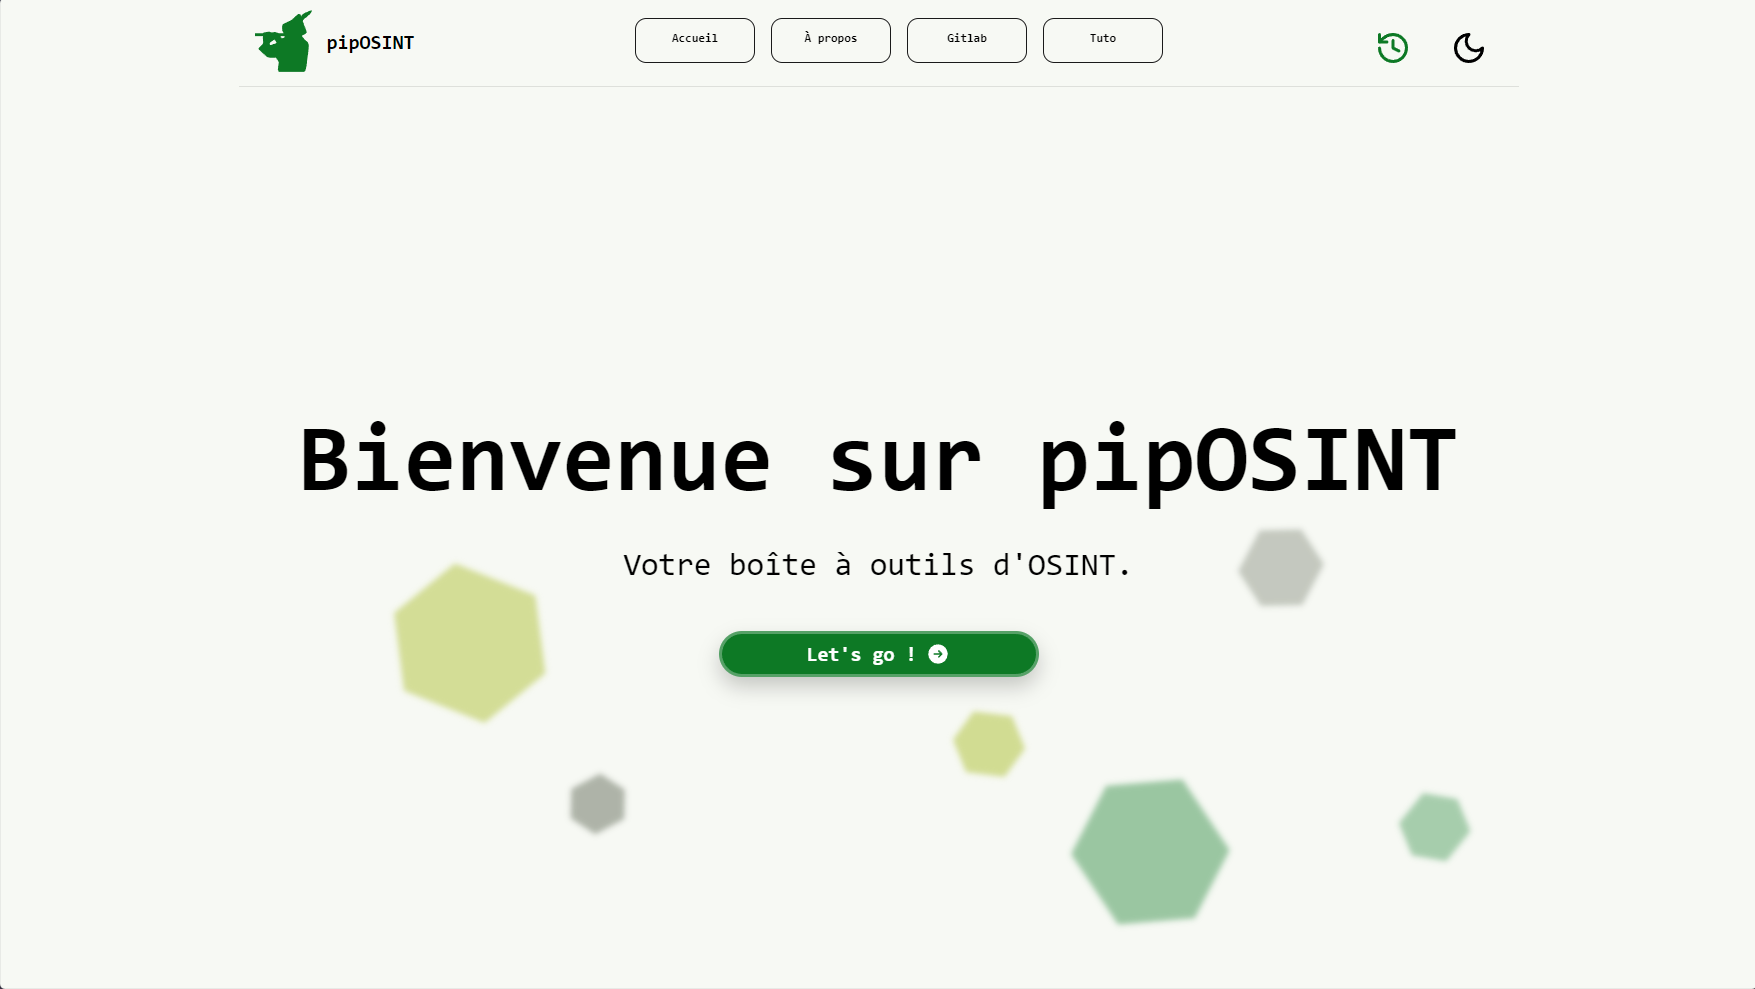 pipOSINT
Accueil
À propos
Gitlab
Tuto
Bienvenue sur pipOSINT
Votre boîte à outils d'OSINT.
Let's go !